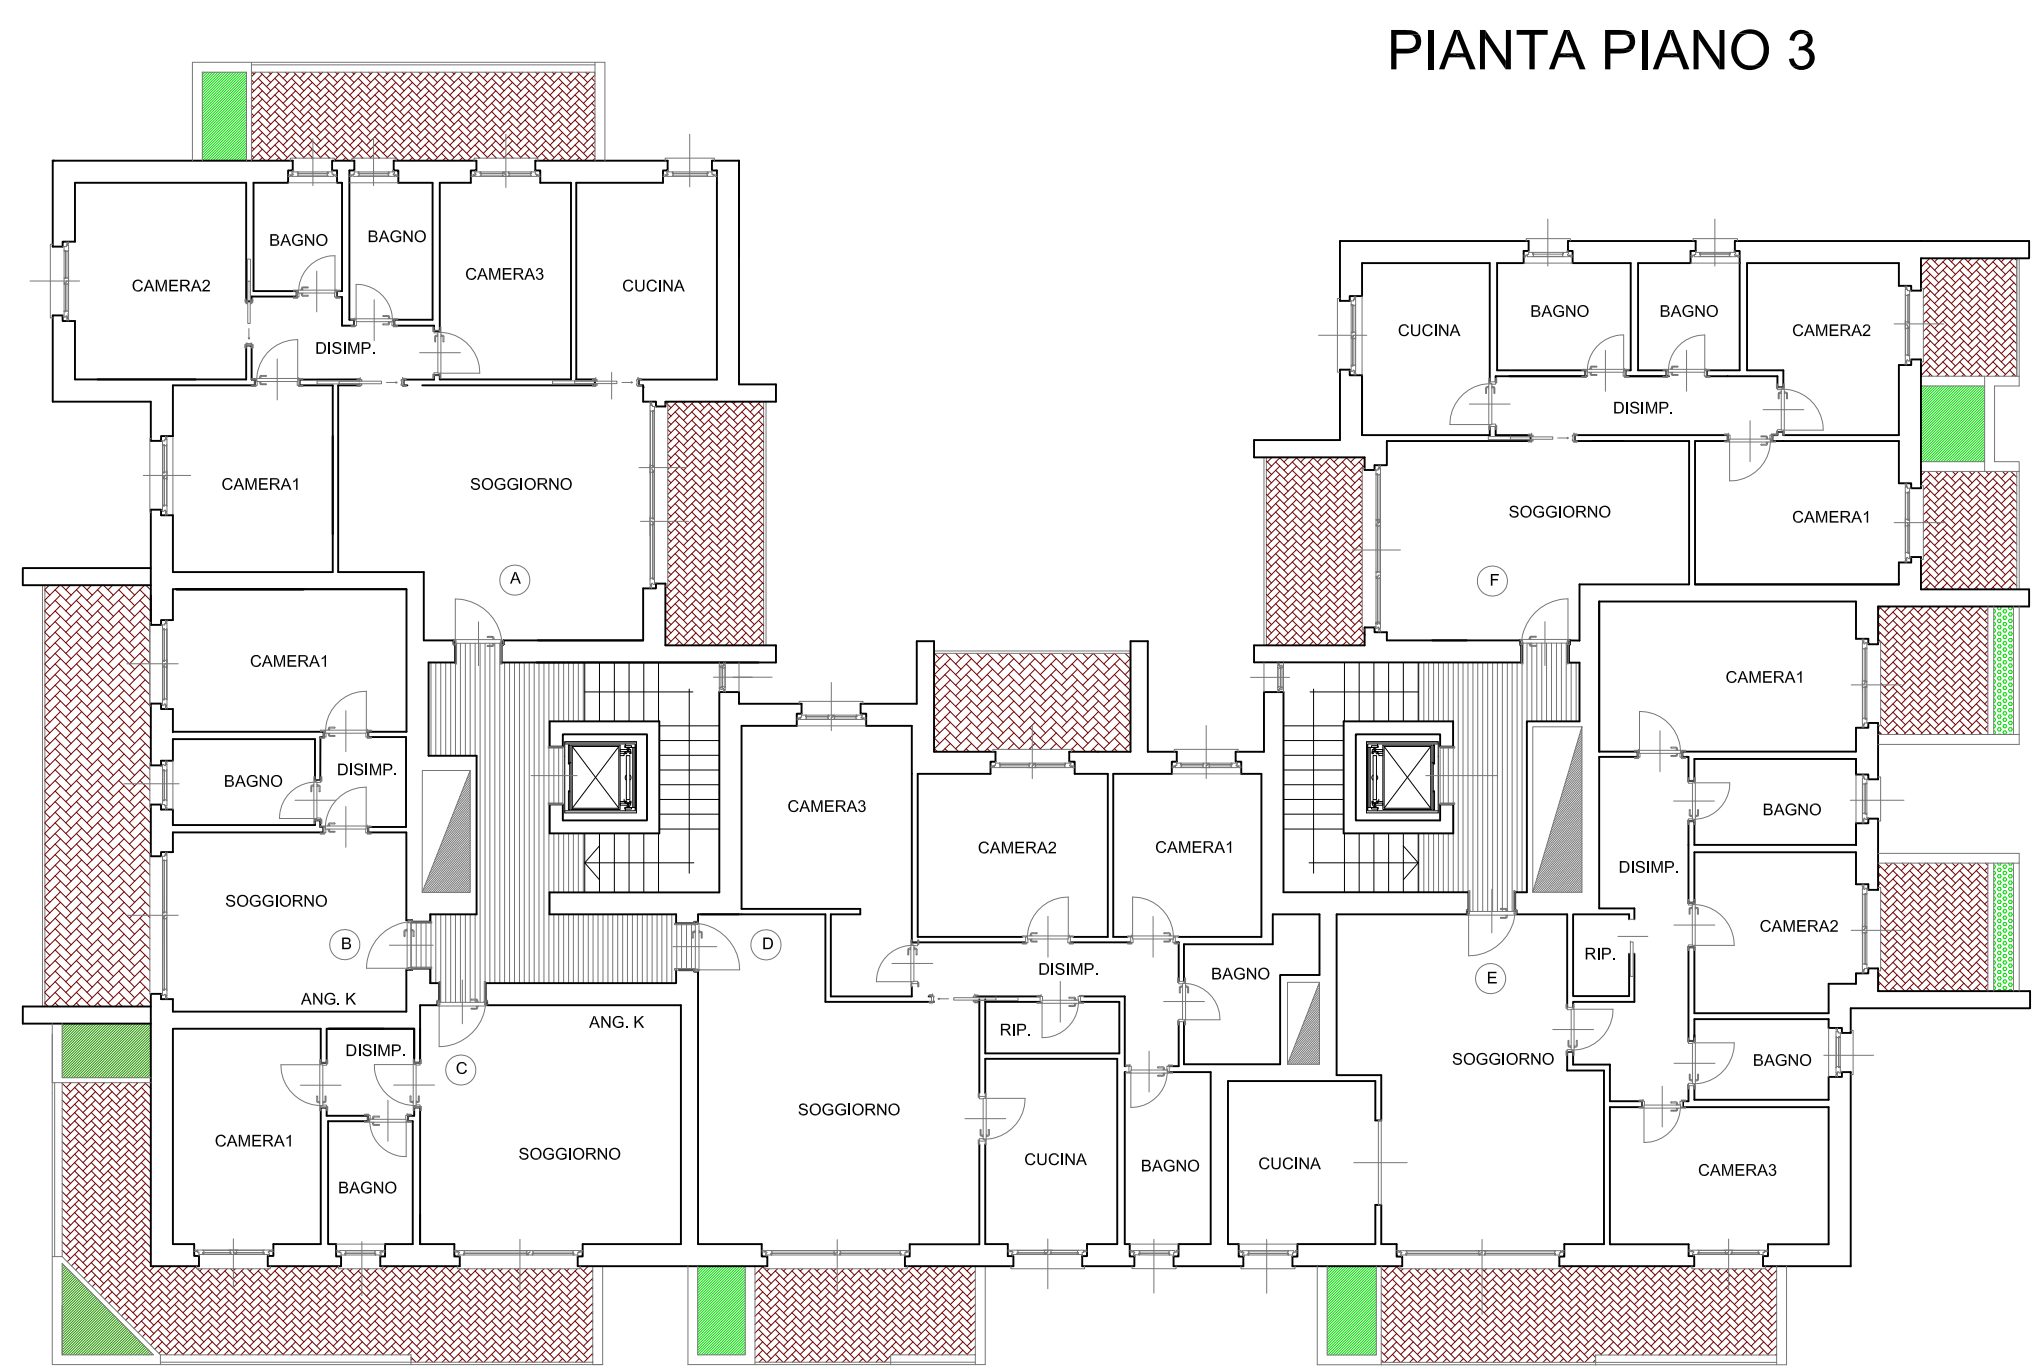 PIANTA PIANO 3
BAGNO
BAGNO
CAMERA2
CAMERA3
CUCINA
DISIMP.
CAMERA1
SOGGIORNO
A
CAMERA1
BAGNO
DISIMP.
SOGGIORNO
B
ANG. K
ANG. K
DISIMP.
C
CAMERA1
SOGGIORNO
BAGNO
D
CAMERA3
CAMERA2
CAMERA1
DISIMP.
BAGNO
RIP.
SOGGIORNO
CUCINA
BAGNO
CUCINA
BAGNO
BAGNO
CUCINA
CAMERA2
DISIMP.
SOGGIORNO
CAMERA1
F
CAMERA1
BAGNO
DISIMP.
CAMERA2
RIP.
E
SOGGIORNO
BAGNO
CAMERA3